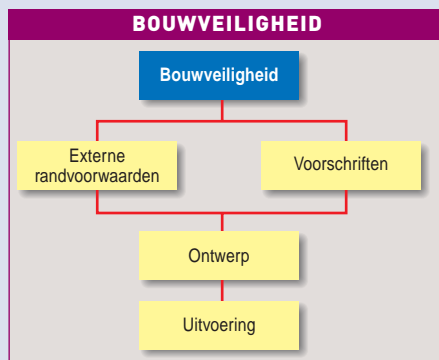 BOUWVEILIGHEID
Bouwveiligheid
Externe
randvoorwaarden
Voorschriften
Ontwerp
Uitvoering